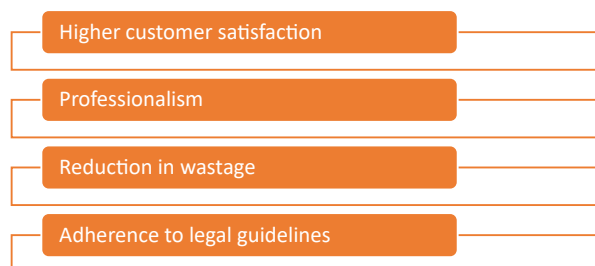 Higher customer satisfaction
Professionalism
Reduction in wastage
Adherence to legal guidelines